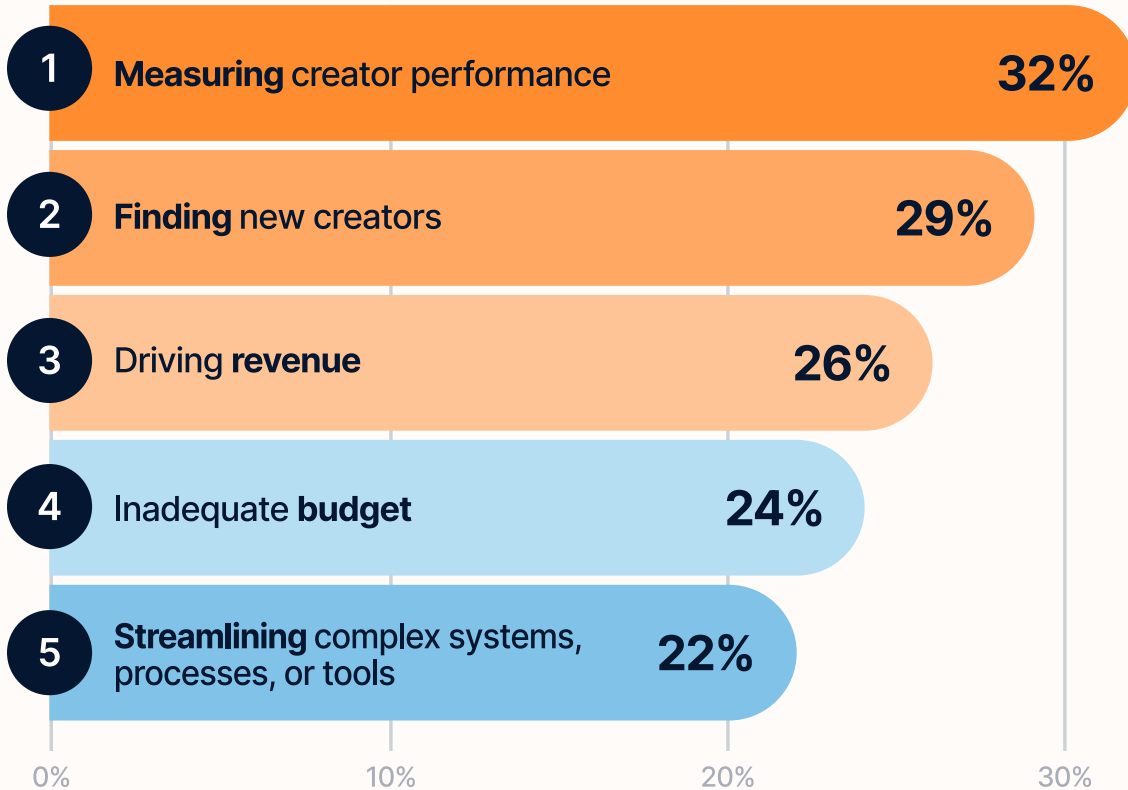 1 Measuring creator performance 32%
2 Finding new creators 29%
3 Driving revenue 26%
4 Inadequate budget 24%
5 Streamlining complex systems,
processes, or tools 22%
0% 10% 20% 30%